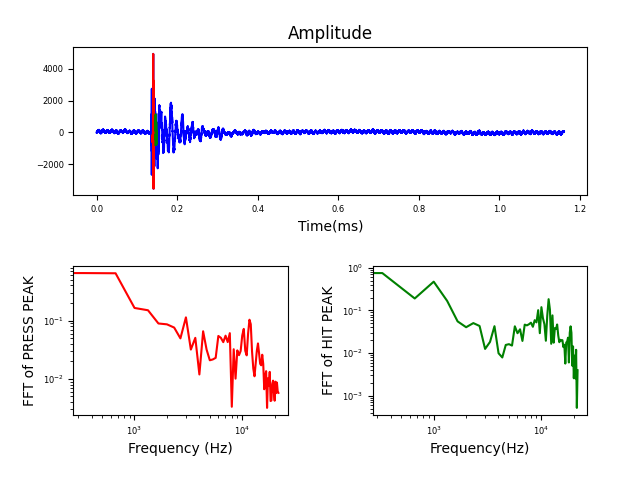 Amplitude
4000
2000
0
−2000
0.0 0.2 0.4 0.6 0.8 1.0 1.2
Time(ms)
FFT of PRESS PEAK
10⁻¹
10⁻²
10³ 10⁴
Frequency (Hz)
FFT of HIT PEAK
10⁰
10⁻¹
10⁻²
10⁻³
10³ 10⁴
Frequency(Hz)